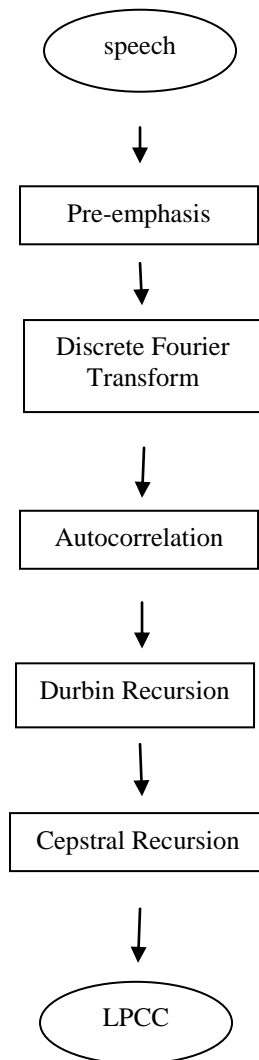 speech
Pre-emphasis
Discrete Fourier
Transform
Autocorrelation
Durbin Recursion
Cepstral Recursion
LPCC